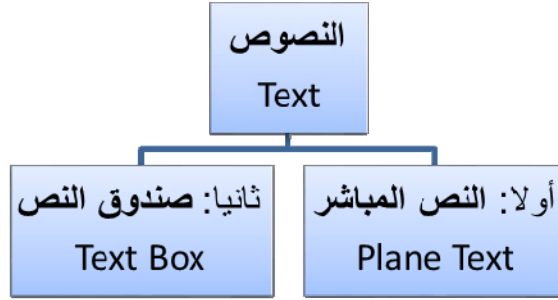 النصوص
Text
أولا: النص المباشر
Plane Text
ثانيا: صندوق النص
Text Box